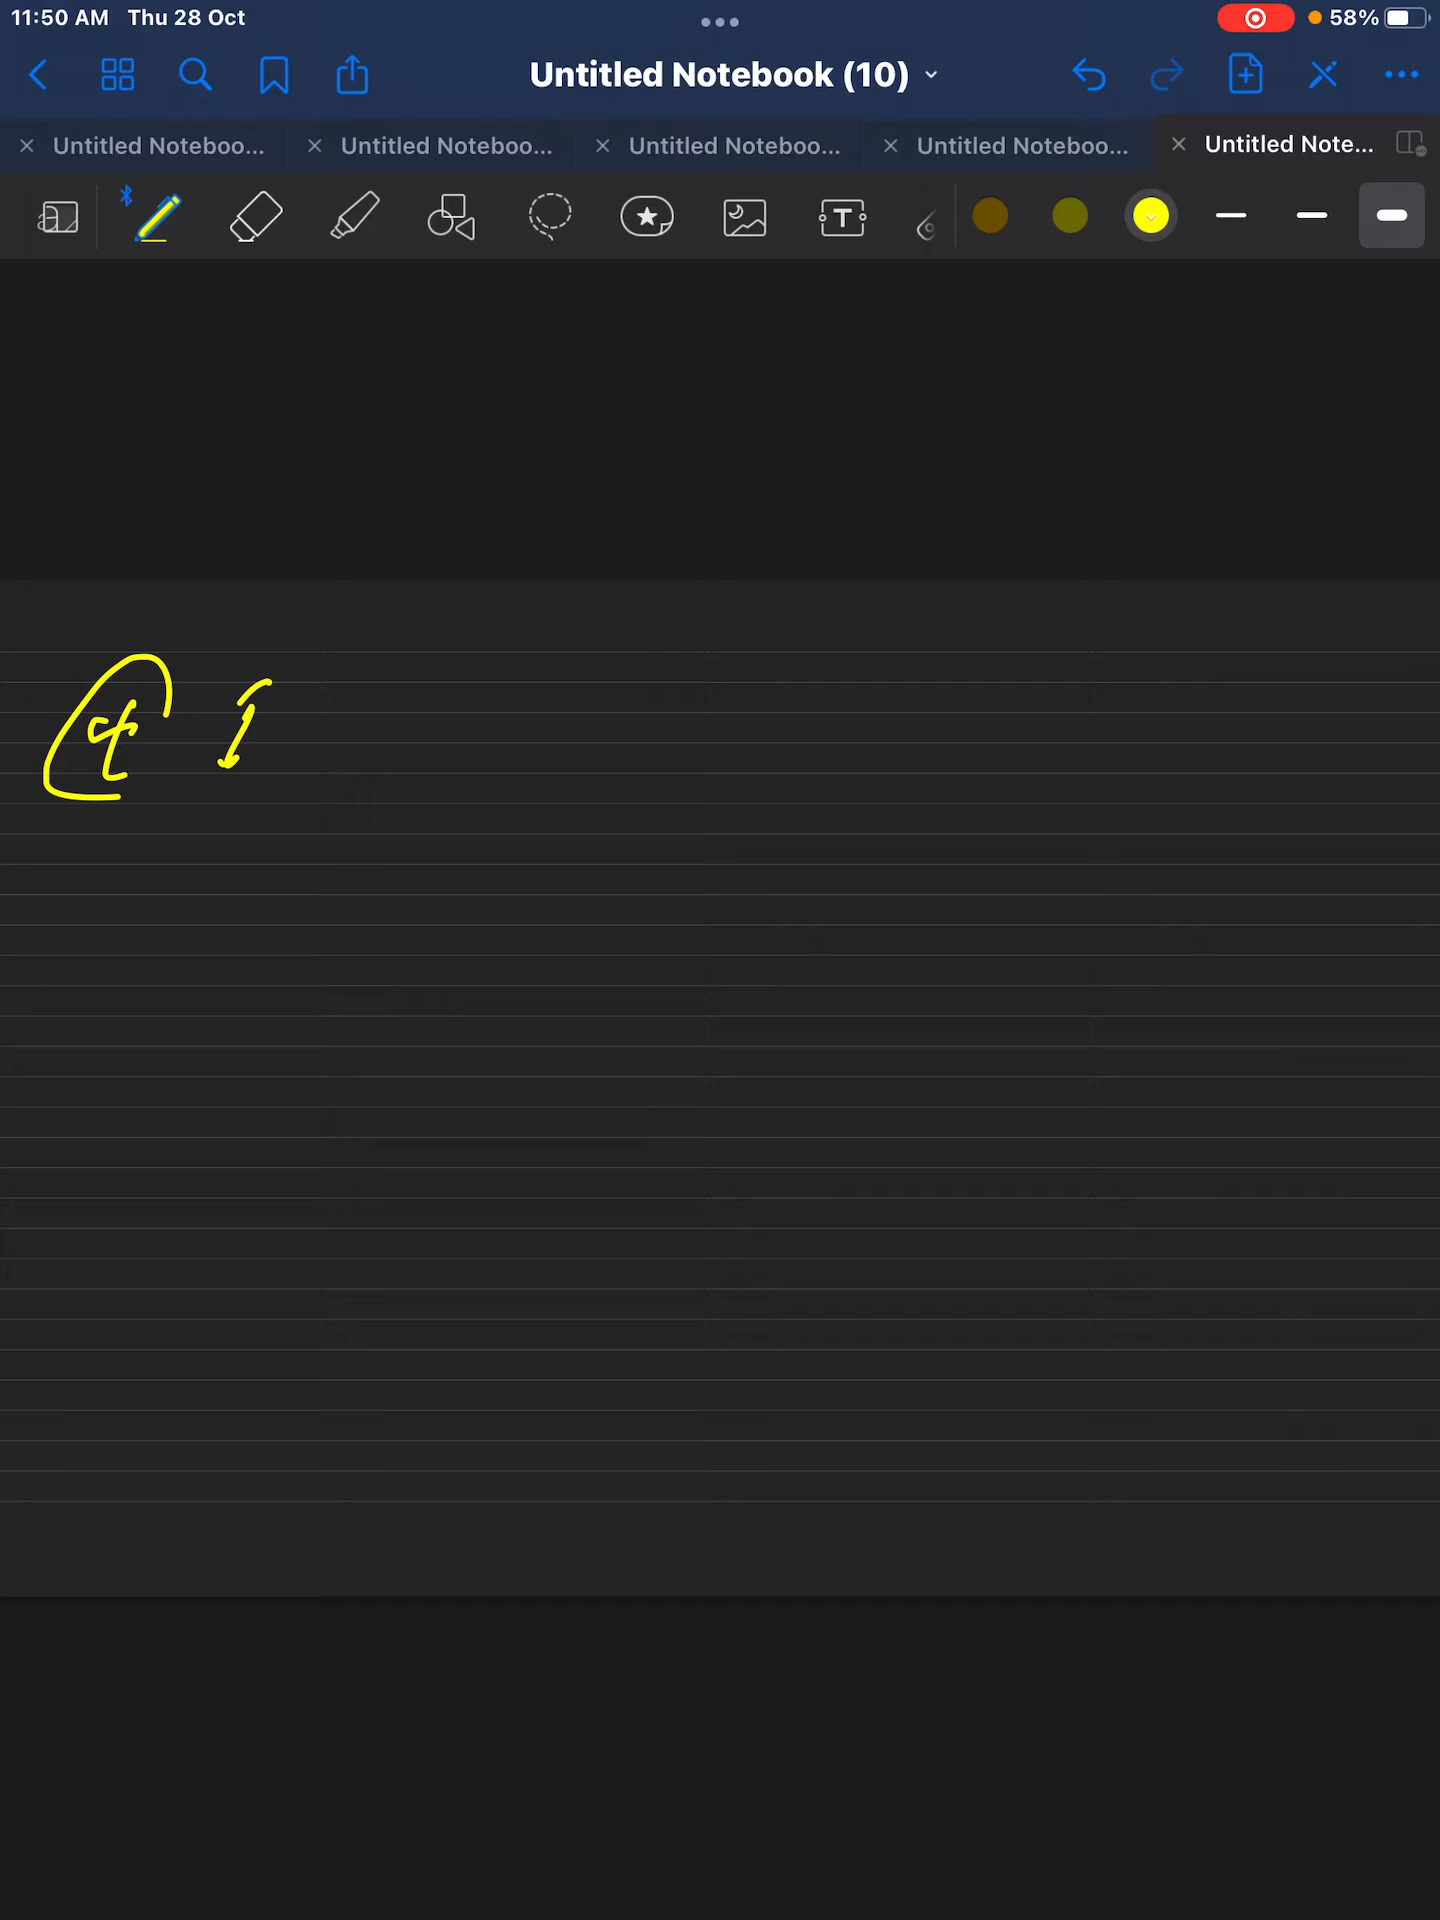 11:50 AM Thu 28 Oct 58%
Untitled Notebook (10)
Untitled Noteboo... Untitled Noteboo... Untitled Noteboo... Untitled Noteboo... Untitled Note...
T
4